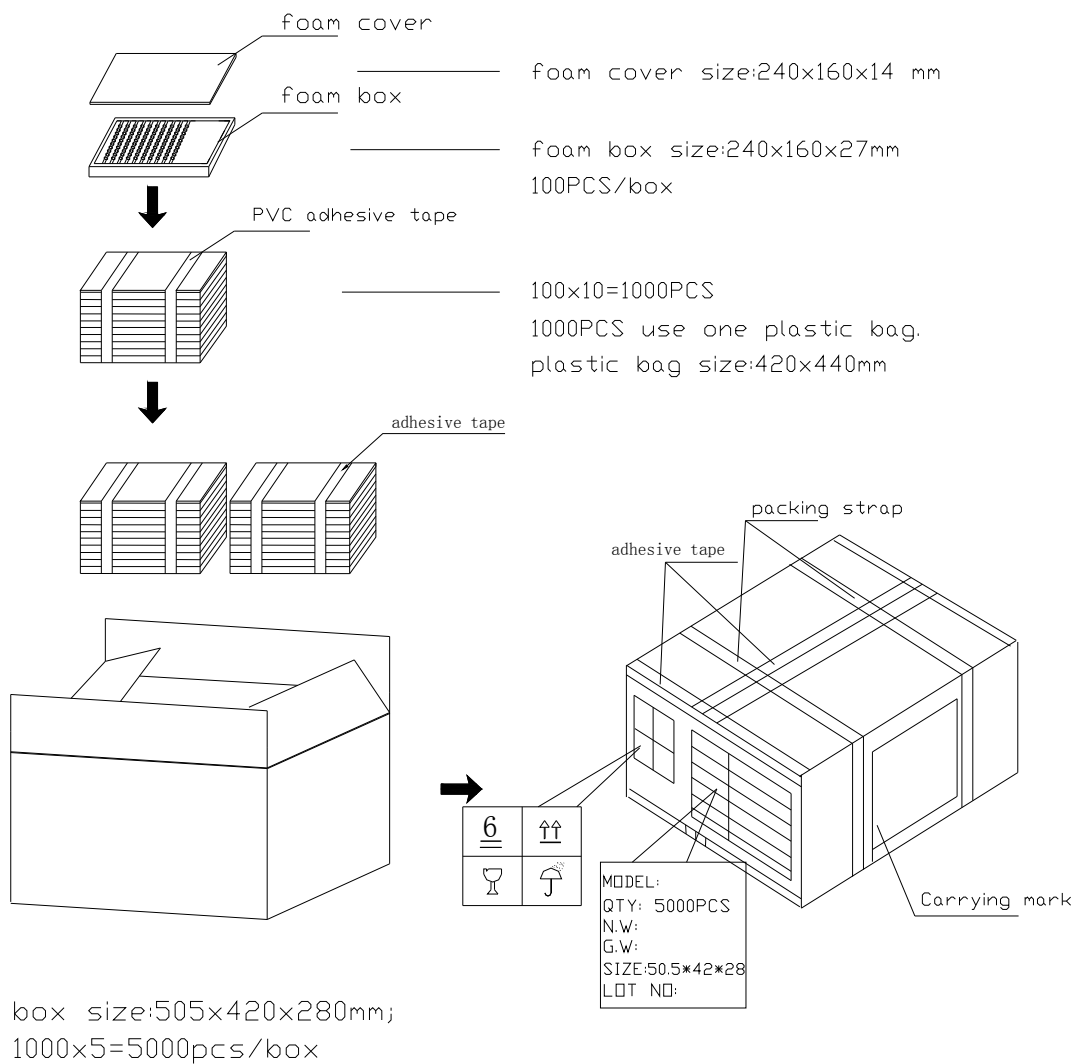 foam cover
foam cover size:240x160x14 mm
foam box
foam box size:240x160x27mm
100PCS/box
PVC adhesive tape
100x10=1000PCS
1000PCS use one plastic bag.
plastic bag size:420x440mm
adhesive tape
packing strap
adhesive tape
6
MODEL:
QTY: 5000PCS
N.W:
G.W:
SIZE:50.5*42*28
LOT NO:
Carrying mark
box size:505x420x280mm;
1000x5=5000pcs/box